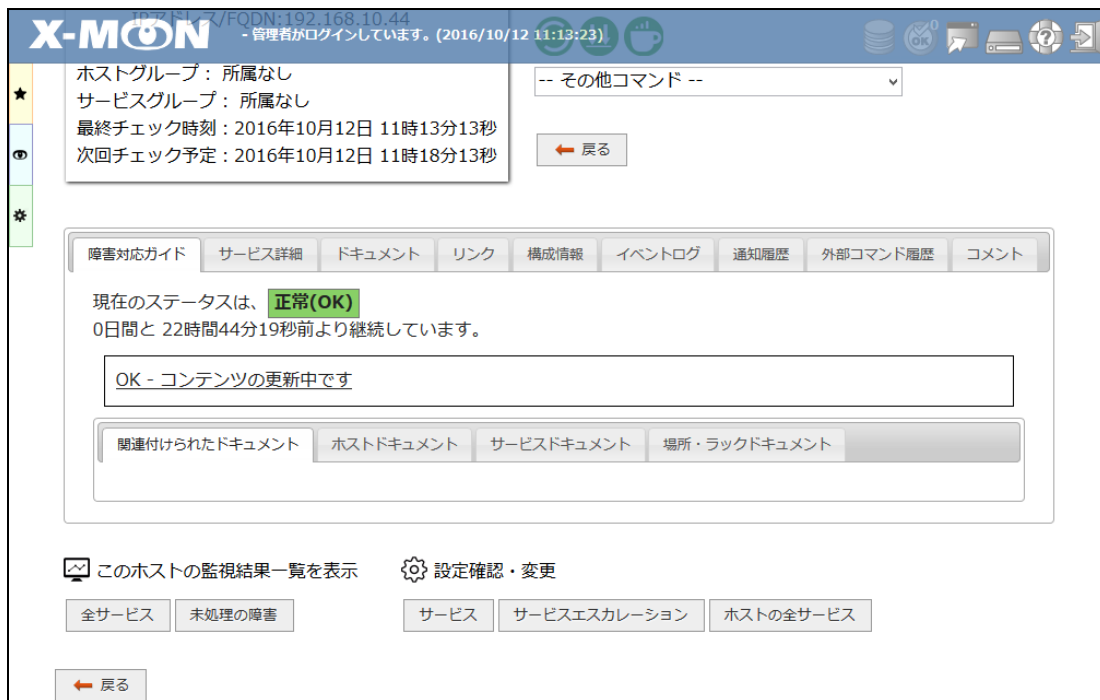 IPアドレス/FQDN:192.168.10.44
X-MON
- 管理者がログインしています。(2016/10/12 11:13:23)
0
OK
ホストグループ： 所属なし
サービスグループ： 所属なし
最終チェック時刻：2016年10月12日 11時13分13秒
次回チェック予定：2016年10月12日 11時18分13秒
-- その他コマンド --
戻る
障害対応ガイド
サービス詳細
ドキュメント
リンク
構成情報
イベントログ
通知履歴
外部コマンド履歴
コメント
現在のステータスは、 正常(OK)
0日間と 22時間44分19秒前より継続しています。
OK - コンテンツの更新中です
関連付けられたドキュメント
ホストドキュメント
サービスドキュメント
場所・ラックドキュメント
このホストの監視結果一覧を表示
設定確認・変更
全サービス
未処理の障害
サービス
サービスエスカレーション
ホストの全サービス
戻る